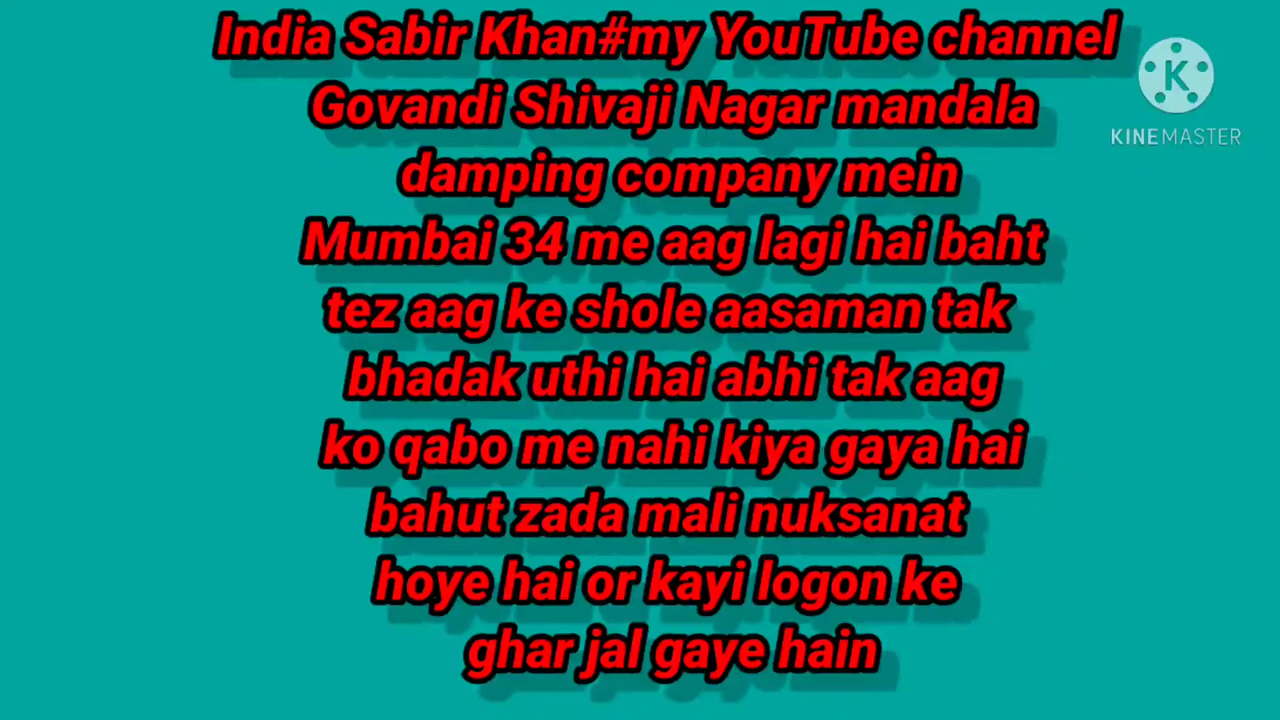 India Sabir Khan#my YouTube channel
Govandi Shivaji Nagar mandala
damping company mein
Mumbai 34 me aag lagi hai baht
tez aag ke shole aasaman tak
bhadak uthi hai abhi tak aag
ko qabo me nahi kiya gaya hai
bahut zada mali nuksanat
hoye hai or kayi logon ke
ghar jal gaye hain
K
KINEMASTER